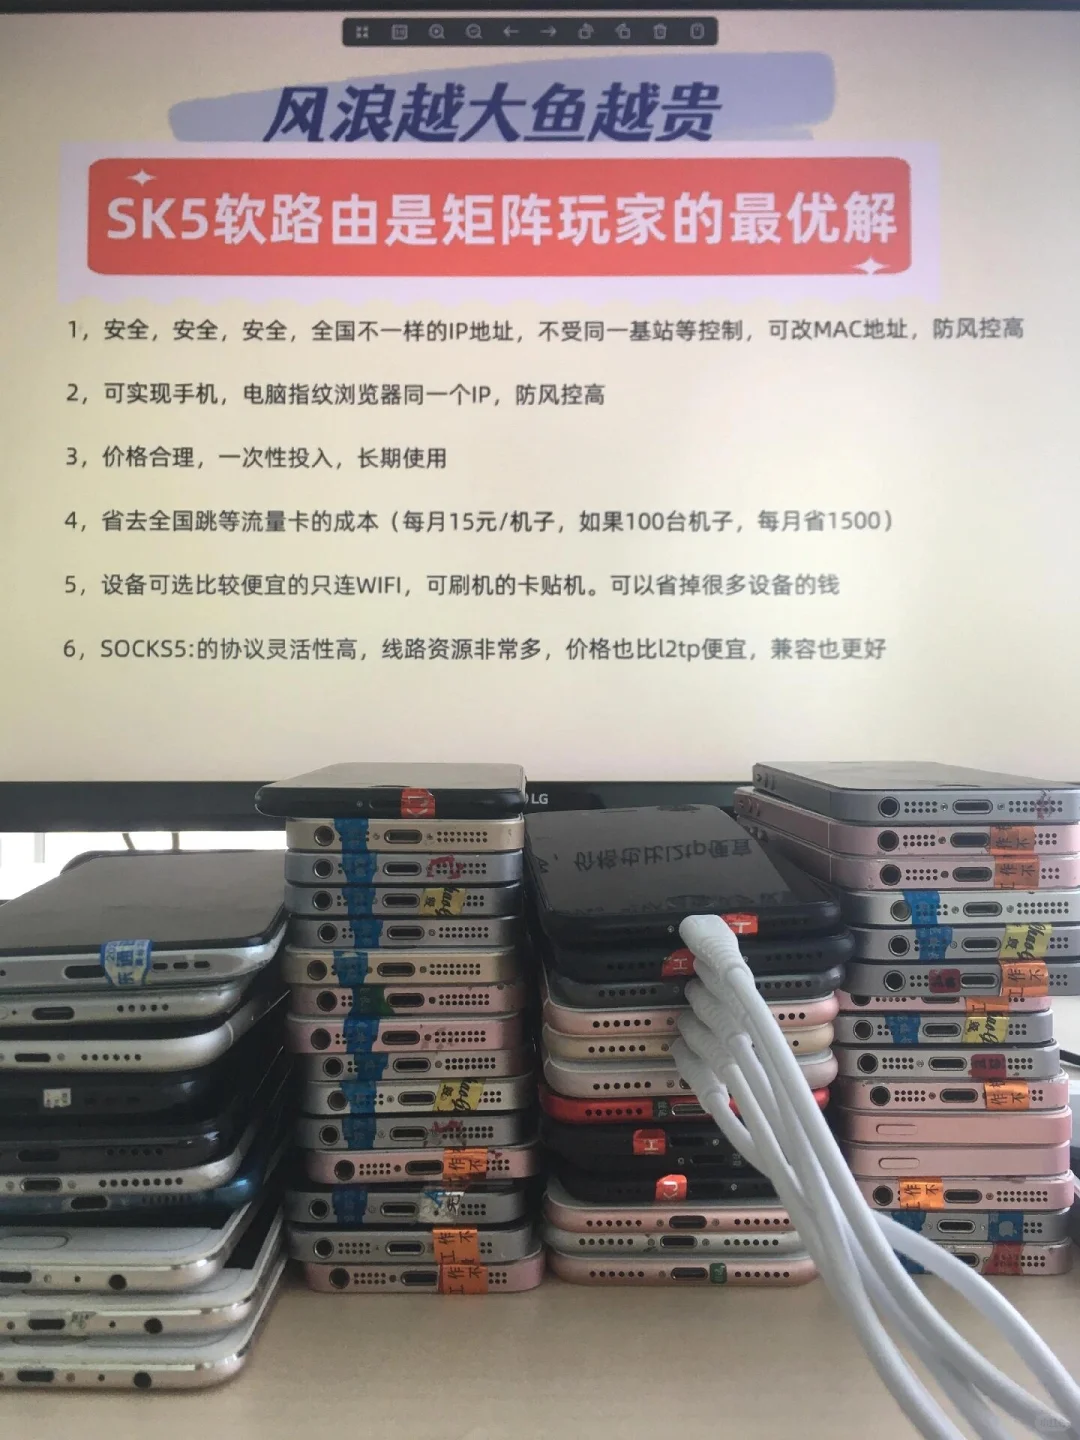 风浪越大鱼越贵
SK5软路由是矩阵玩家的最优解
1，安全，安全，安全，全国不一样的IP地址，不受同一基站等控制，可改MAC地址，防风控高
2，可实现手机，电脑指纹浏览器同一个IP，防风控高
3，价格合理，一次性投入，长期使用
4，省去全国跳等流量卡的成本（每月15元/机子，如果100台机子，每月省1500）
5，设备可选比较便宜的只连WIFI，可刷机的卡贴机。可以省掉很多设备的钱
6，SOCKS5:的协议灵活性高，线路资源非常多，价格也比l2tp便宜，兼容也更好
LG